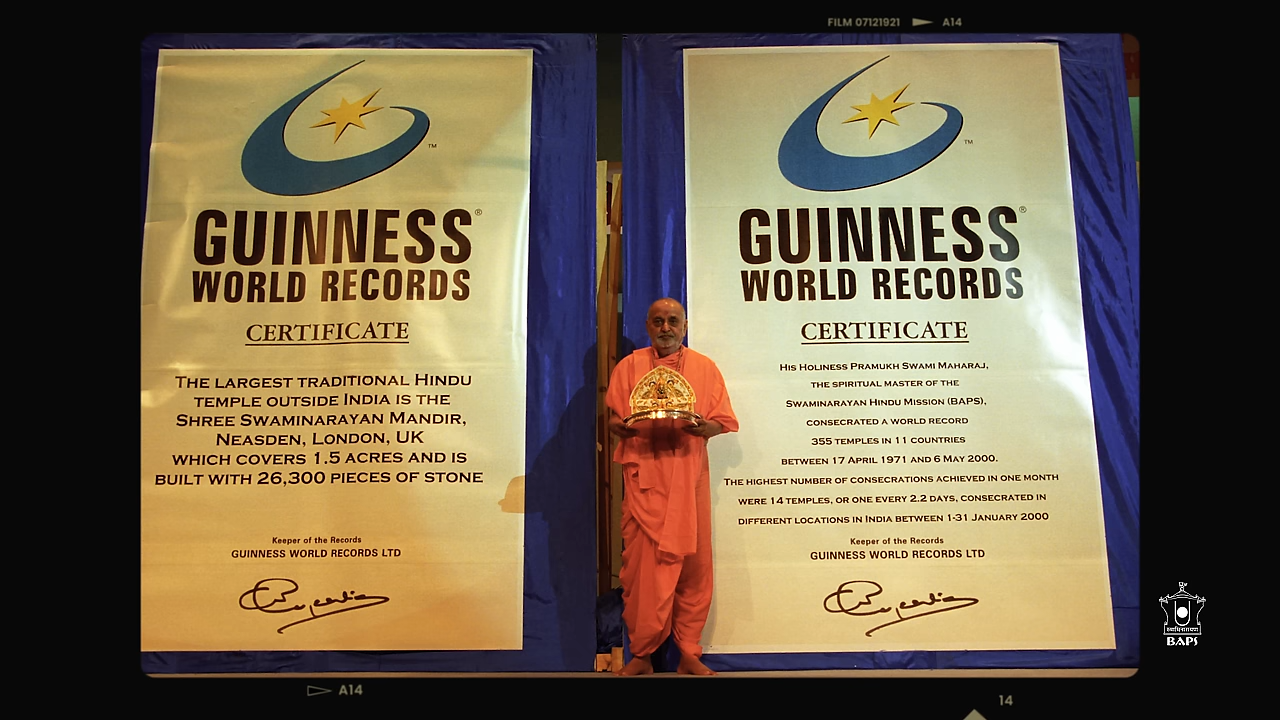 FILM 07121921 A14
GUINNESS®
WORLD RECORDS
CERTIFICATE
THE LARGEST TRADITIONAL HINDU
TEMPLE OUTSIDE INDIA IS THE
SHREE SWAMINARAYAN MANDIR,
NEASDEN, LONDON, UK
WHICH COVERS 1.5 ACRES AND IS
BUILT WITH 26,300 PIECES OF STONE
Keeper of the Records
GUINNESS WORLD RECORDS LTD
TM
GUINNESS®
WORLD RECORDS
CERTIFICATE
HIS HOLINESS PRAMUKH SWAMI MAHARAJ,
THE SPIRITUAL MASTER OF THE
SWAMINARAYAN HINDU MISSION (BAPS),
CONSECRATED A WORLD RECORD
355 TEMPLES IN 11 COUNTRIES
BETWEEN 17 APRIL 1971 AND 6 MAY 2000.
THE HIGHEST NUMBER OF CONSECRATIONS ACHIEVED IN ONE MONTH
WERE 14 TEMPLES, OR ONE EVERY 2.2 DAYS, CONSECRATED IN
DIFFERENT LOCATIONS IN INDIA BETWEEN 1-31 JANUARY 2000
Keeper of the Records
GUINNESS WORLD RECORDS LTD
TM
BAPS
A14
14